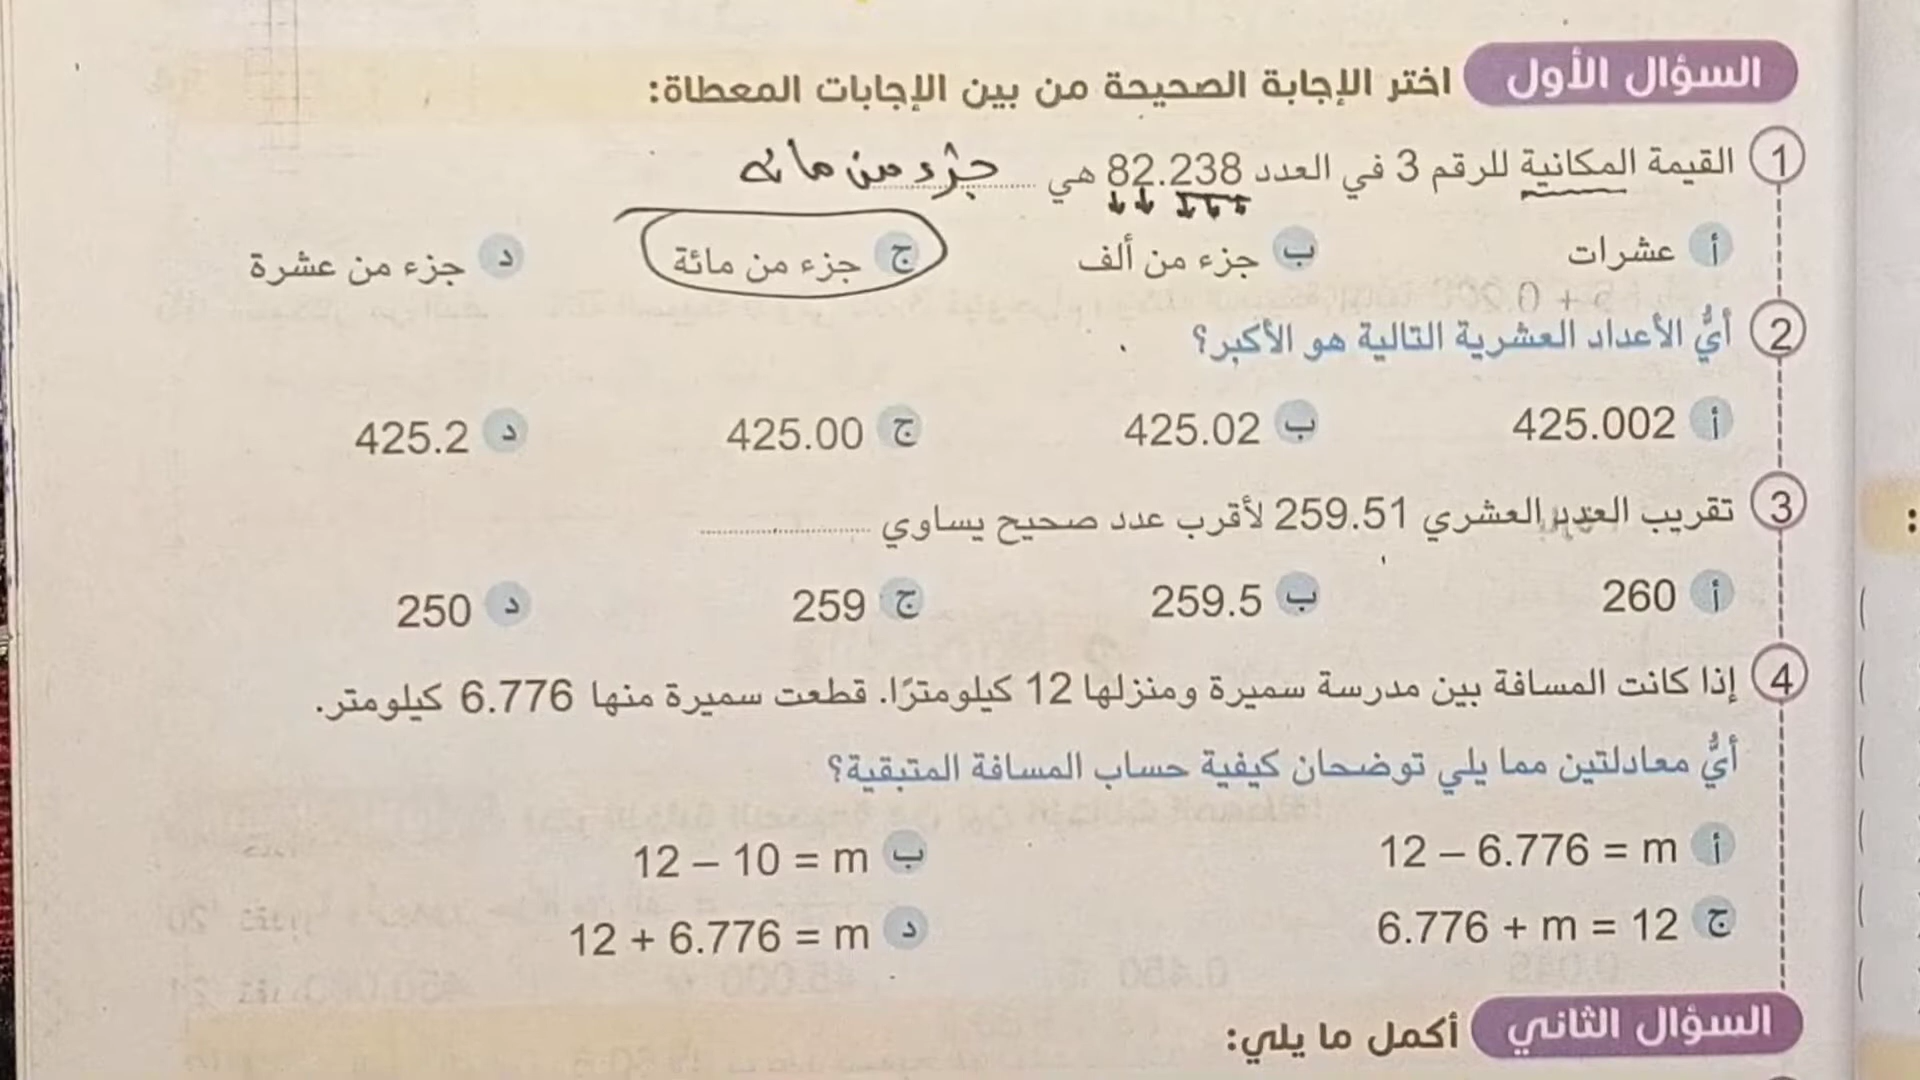 السؤال الأول اختر الإجابة الصحيحة من بين الإجابات المعطاة:
1 القيمة المكانية للرقم 3 في العدد 82.238 هي جزء من مائه
أ عشرات ب جزء من ألف ج جزء من مائة د جزء من عشرة
2 أيُّ الأعداد العشرية التالية هو الأكبر؟
أ 425.002 ب 425.02 ج 425.00 د 425.2
3 تقريب العدد العشري 259.51 لأقرب عدد صحيح يساوي
أ 260 ب 259.5 ج 259 د 250
4 إذا كانت المسافة بين مدرسة سميرة ومنزلها 12 كيلومترًا. قطعت سميرة منها 6.776 كيلومتر.
أيُّ معادلتين مما يلي توضحان كيفية حساب المسافة المتبقية؟
أ 12 – 6.776 = m ب 12 – 10 = m
ج 6.776 + m = 12 د 12 + 6.776 = m
السؤال الثاني أكمل ما يلي: